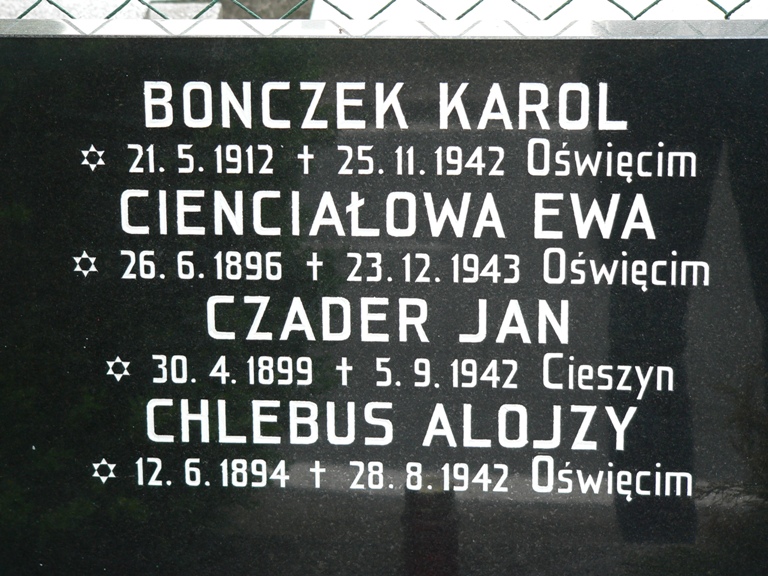 BONCZEK KAROL
✡ 21. 5. 1912 † 25. 11. 1942 Oświęcim
CIENCIAŁOWA EWA
✡ 26. 6. 1896 † 23. 12. 1943 Oświęcim
CZADER JAN
✡ 30. 4. 1899 † 5. 9. 1942 Cieszyn
CHLEBUS ALOJZY
✡ 12. 6. 1894 † 28. 8. 1942 Oświęcim